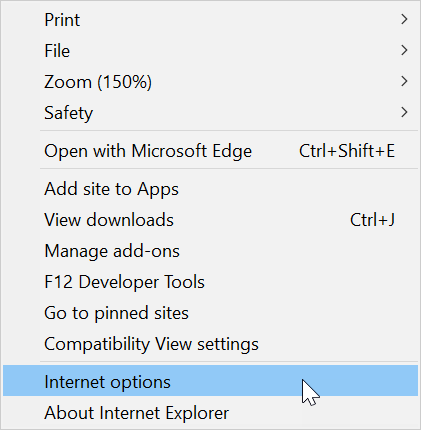 Print
File
Zoom (150%)
Safety
Open with Microsoft Edge Ctrl+Shift+E
Add site to Apps
View downloads Ctrl+J
Manage add-ons
F12 Developer Tools
Go to pinned sites
Compatibility View settings
Internet options
About Internet Explorer